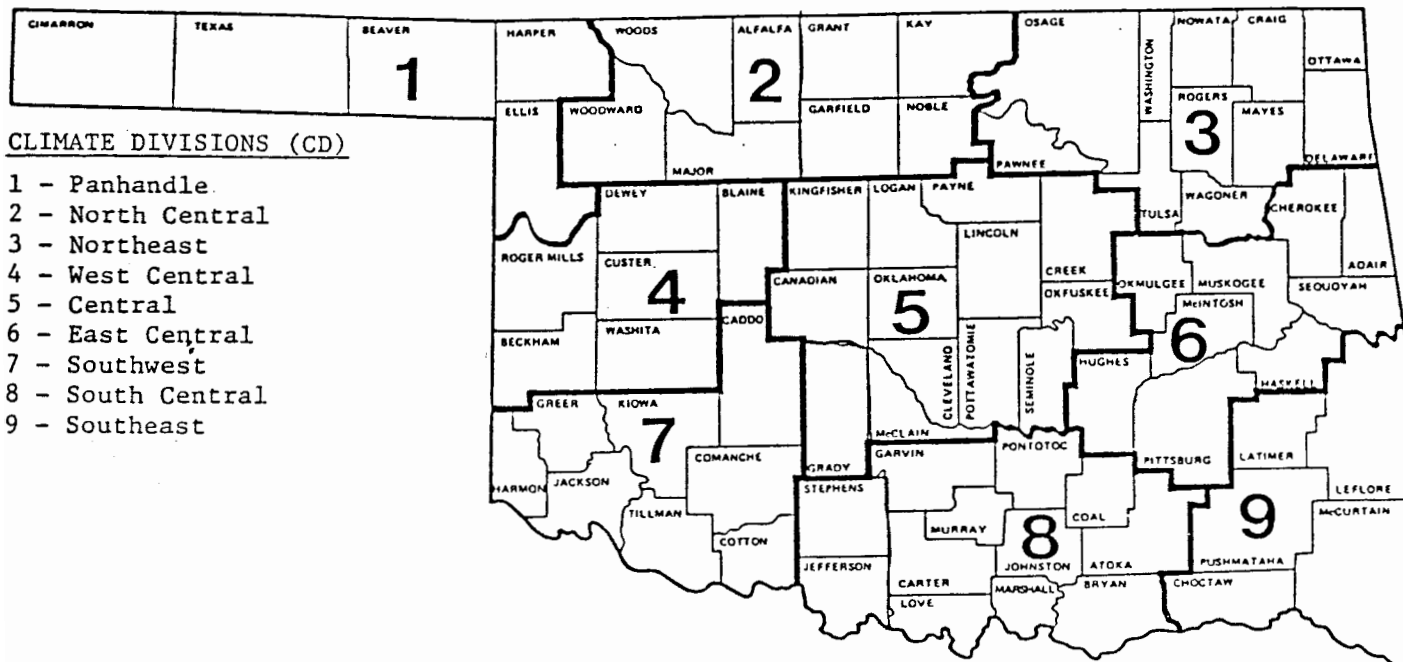 CIMARRON TEXAS BEAVER HARPER WOODS ALFALFA GRANT KAY OSAGE WASHINGTON NOWATA CRAIG
OTTAWA
1 2 3
ELLIS WOODWARD GARFIELD NOBLE ROGERS MAYES
MAJOR PAWNEE DELAWARE
CLIMATE DIVISIONS (CD)
1 - Panhandle
2 - North Central
3 - Northeast
4 - West Central
5 - Central
6 - East Central
7 - Southwest
8 - South Central
9 - Southeast
DEWEY BLAINE KINGFISHER LOGAN PAYNE WAGONER
TULSA CHEROKEE
LINCOLN
ROGER MILLS CUSTER CANADIAN OKLAHOMA CREEK OKMULGEE MUSKOGEE ADAIR
4 5 OKFUSKEE McINTOSH SEQUOYAH
WASHITA CADDO 6
BECKHAM CLEVELAND POTTAWATOMIE SEMINOLE HUGHES HASKELL
GREER KIOWA
7 McCLAIN
COMANCHE GRADY GARVIN PONTOTOC PITTSBURG LATIMER
HARMON JACKSON STEPHENS LEFLORE
TILLMAN MURRAY COAL 9 McCURTAIN
COTTON 8
JEFFERSON JOHNSTON ATOKA PUSHMATAHA
CARTER MARSHALL BRYAN CHOCTAW
LOVE